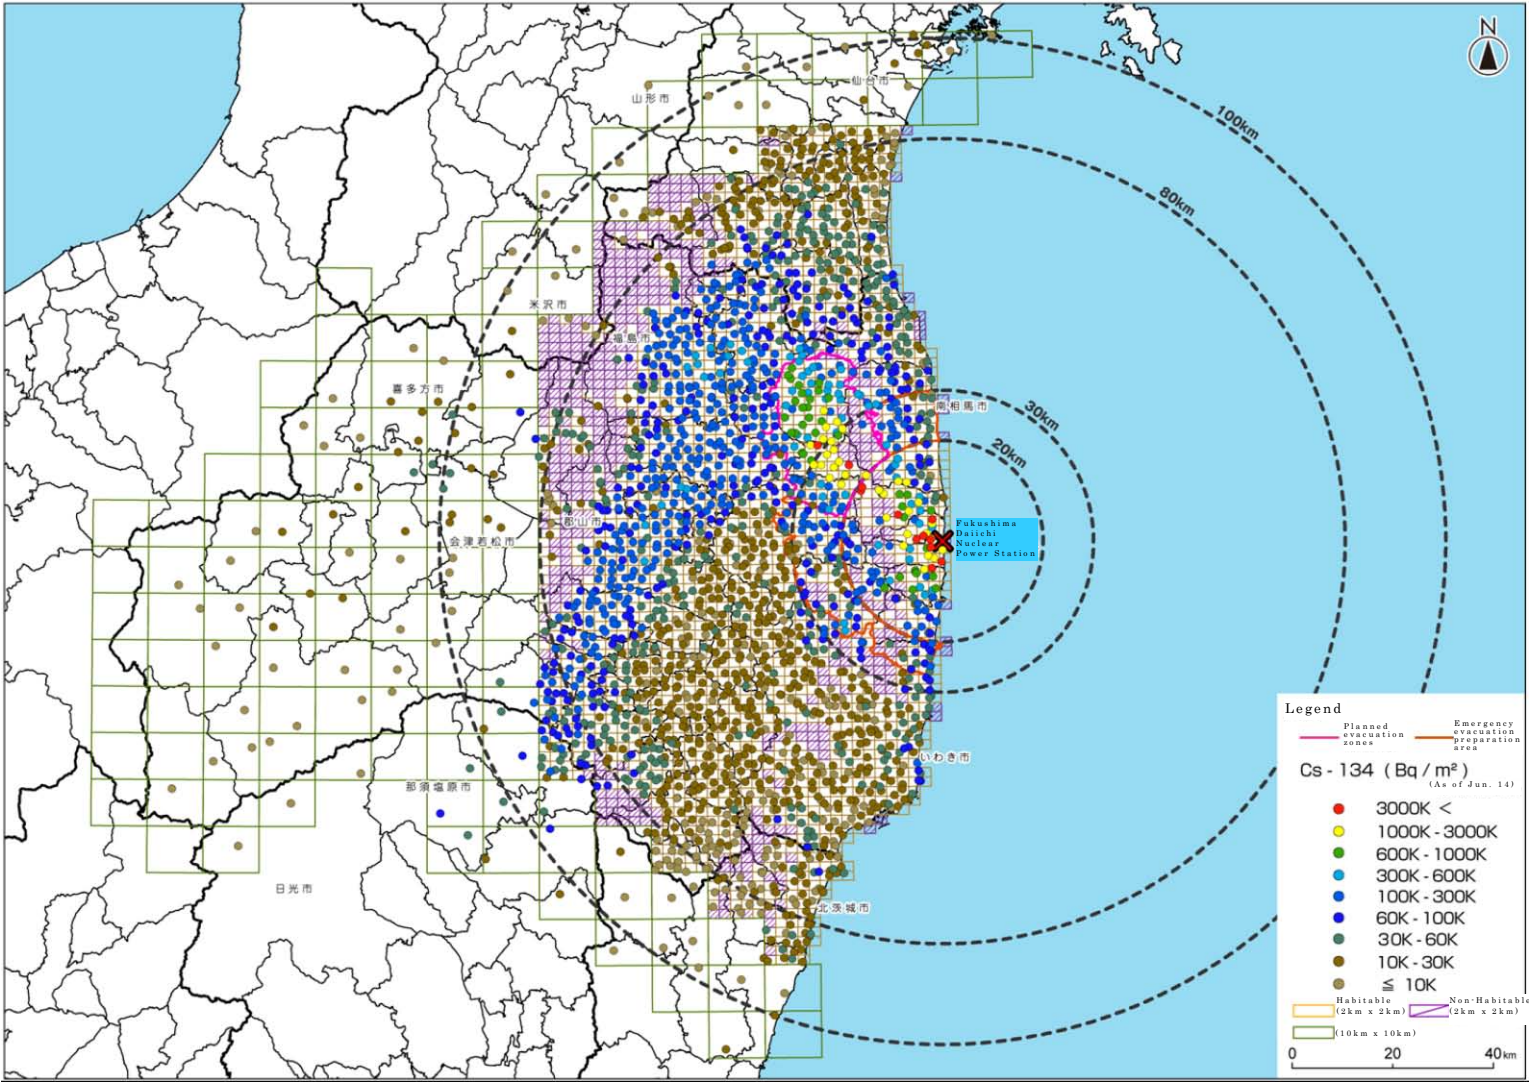 N
100km
80km
30km
20km
仙台市
山形市
米沢市
福島市
喜多方市
南相馬市
郡山市
会津若松市
Fukushima
Daiichi
Nuclear
Power Station
いわき市
那須塩原市
日光市
北茨城市
Legend
Planned
evacuation
zones
Emergency
evacuation
preparation
area
Cs - 134 ( Bq / m² )
(As of Jun. 14)
3000K <
1000K - 3000K
600K - 1000K
300K - 600K
100K - 300K
60K - 100K
30K - 60K
10K - 30K
≦ 10K
Habitable
(2km x 2km)
Non-Habitable
(2km x 2km)
(10km x 10km)
0 20 40km